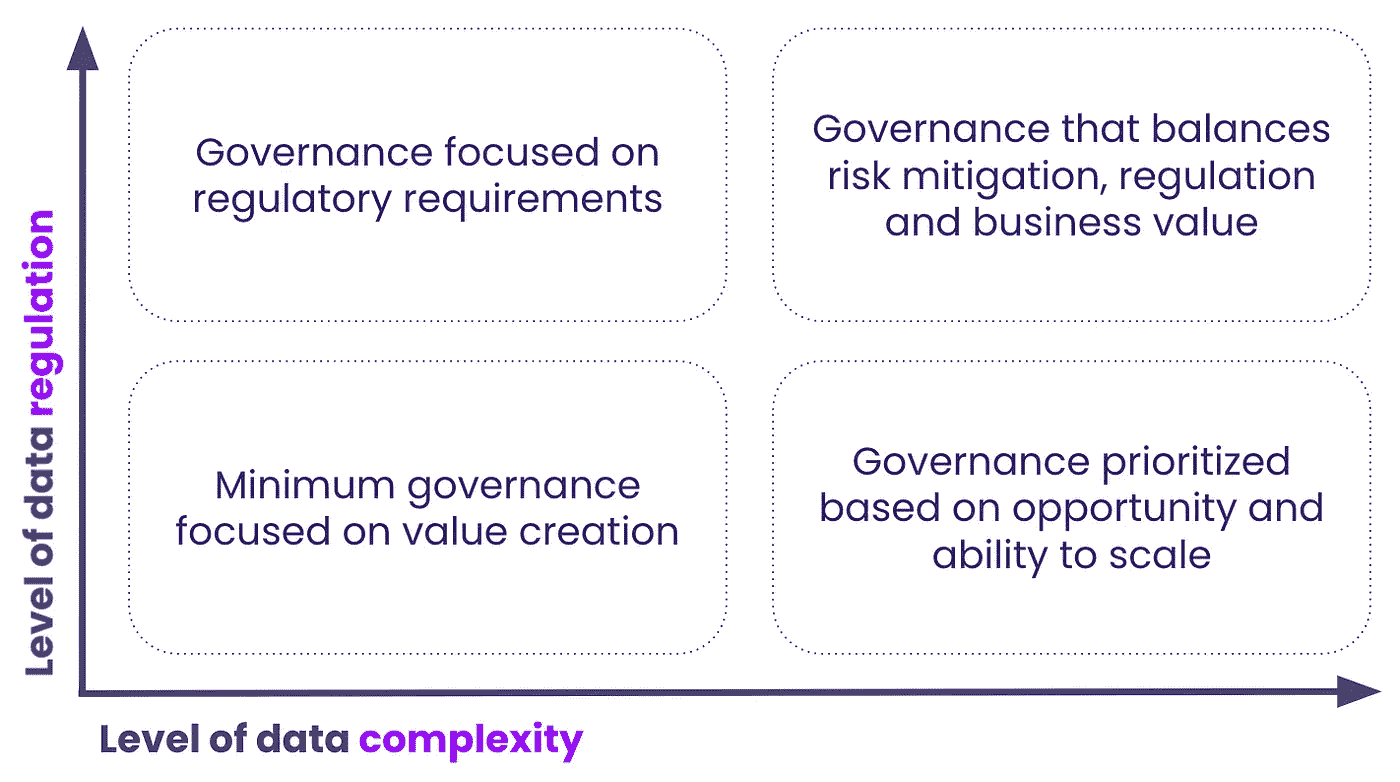 Governance focused on
regulatory requirements
Governance that balances
risk mitigation, regulation
and business value
Minimum governance
focused on value creation
Governance prioritized
based on opportunity and
ability to scale
Level of data regulation
Level of data complexity